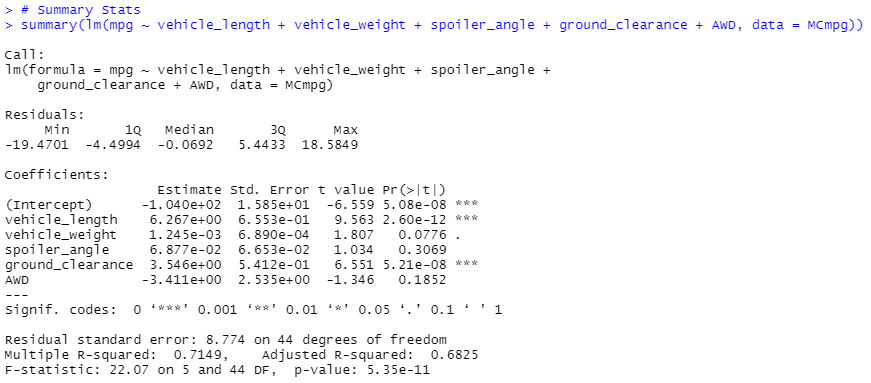 > # Summary Stats
> summary(lm(mpg ~ vehicle_length + vehicle_weight + spoiler_angle + ground_clearance + AWD, data = MCmpg))
Call:
lm(formula = mpg ~ vehicle_length + vehicle_weight + spoiler_angle +
    ground_clearance + AWD, data = MCmpg)
Residuals:
     Min       1Q   Median       3Q      Max
-19.4701  -4.4994  -0.0692   5.4433  18.5849
Coefficients:
                   Estimate Std. Error t value Pr(>|t|)
(Intercept)      -1.040e+02  1.585e+01  -6.559 5.08e-08 ***
vehicle_length    6.267e+00  6.553e-01   9.563 2.60e-12 ***
vehicle_weight    1.245e-03  6.890e-04   1.807   0.0776 .
spoiler_angle     6.877e-02  6.653e-02   1.034   0.3069
ground_clearance  3.546e+00  5.412e-01   6.551 5.21e-08 ***
AWD              -3.411e+00  2.535e+00  -1.346   0.1852
---
Signif. codes:  0 ‘***’ 0.001 ‘**’ 0.01 ‘*’ 0.05 ‘.’ 0.1 ‘ ’ 1
Residual standard error: 8.774 on 44 degrees of freedom
Multiple R-squared:  0.7149,    Adjusted R-squared:  0.6825
F-statistic: 22.07 on 5 and 44 DF,  p-value: 5.35e-11